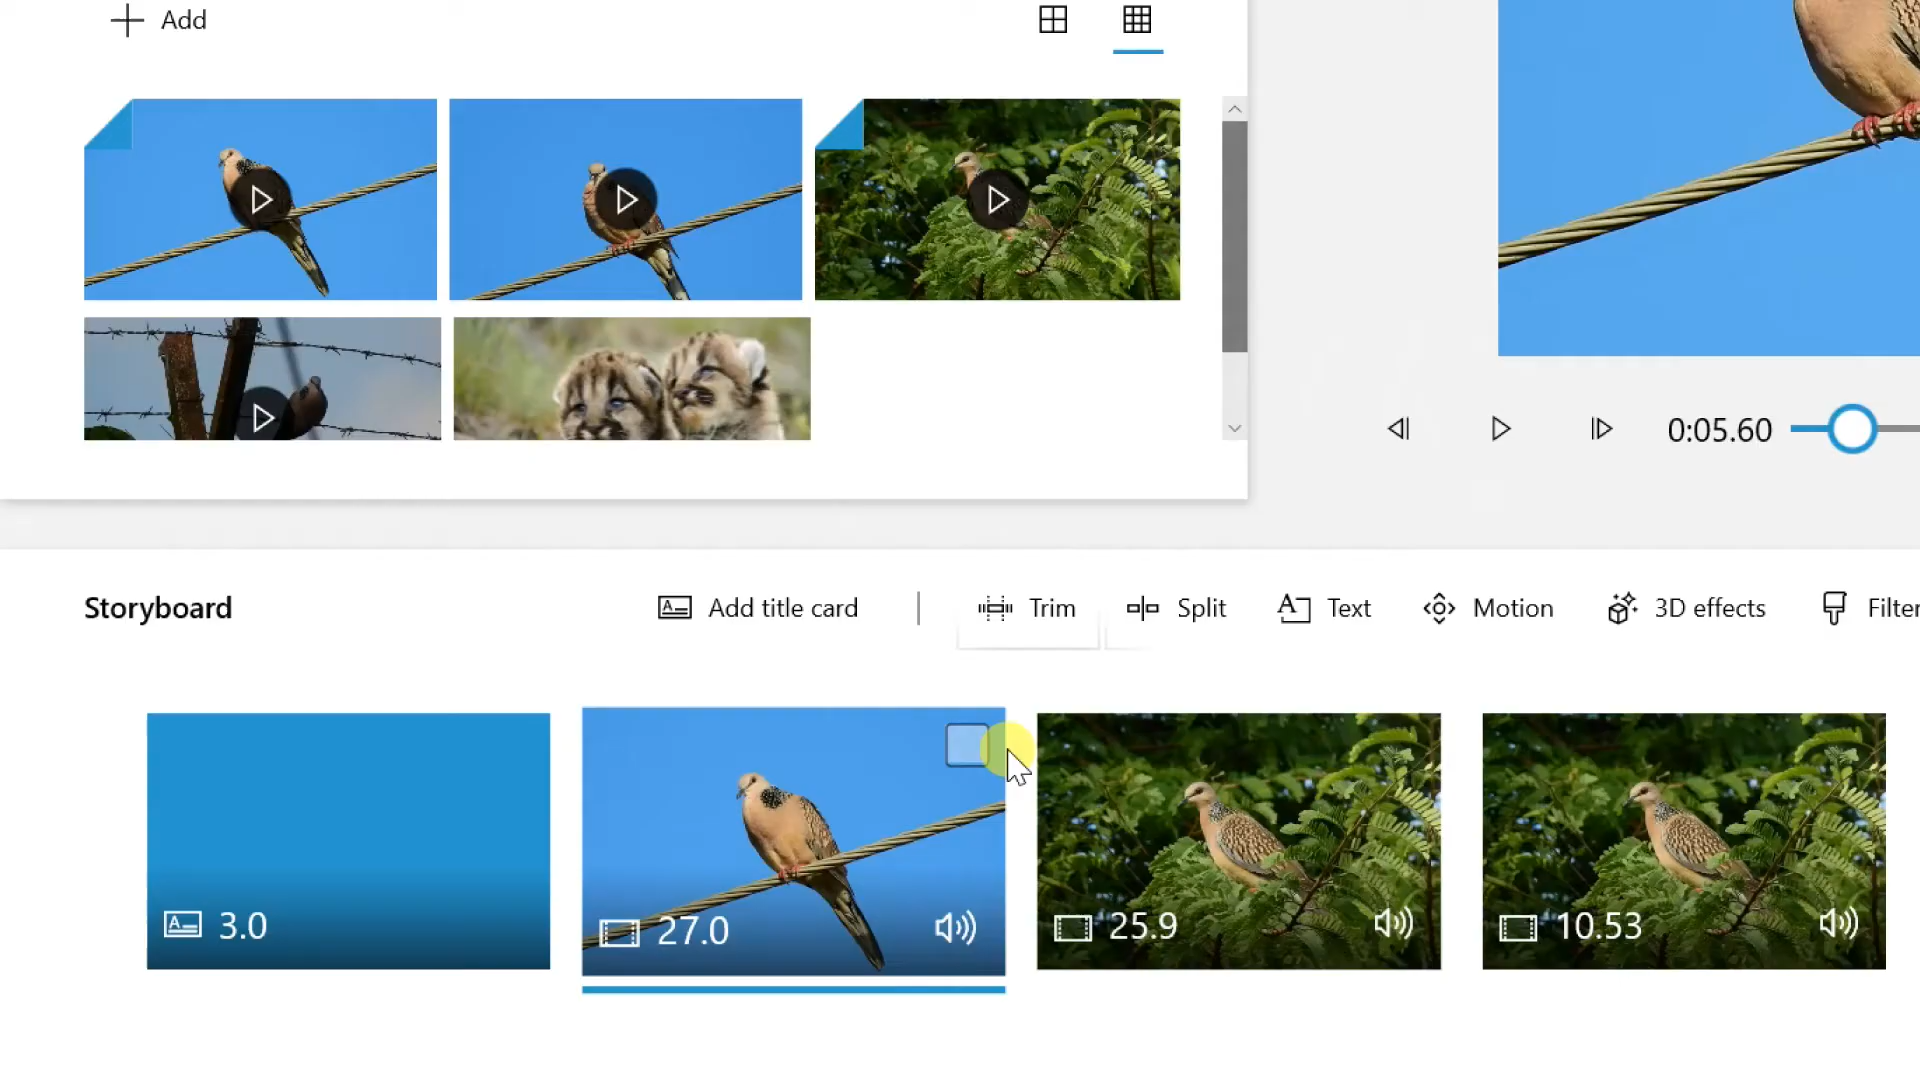 Add
0:05.60
Storyboard
Add title card
Trim
Split
Text
Motion
3D effects
Filter
3.0
27.0
25.9
10.53